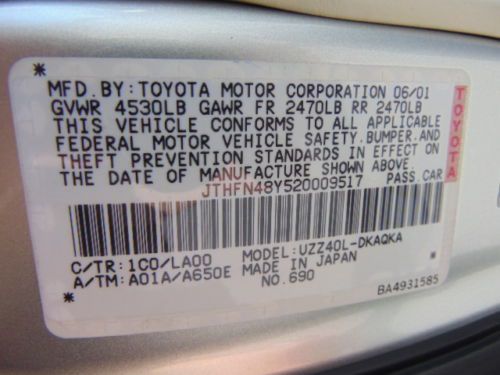 MFD. BY: TOYOTA MOTOR CORPORATION 06/01
GVWR 4530LB GAWR FR 2470LB RR 2470LB
THIS VEHICLE CONFORMS TO ALL APPLICABLE
FEDERAL MOTOR VEHICLE SAFETY, BUMPER, AND
THEFT PREVENTION STANDARDS IN EFFECT ON
THE DATE OF MANUFACTURE SHOWN ABOVE.
JTHFN48Y520009517 PASS. CAR
TOYOTA
C/TR: 1C0/LA00 MODEL: UZZ40L-DKAQKA
A/TM: A01A/A650E MADE IN JAPAN
NO. 690
BA4931585